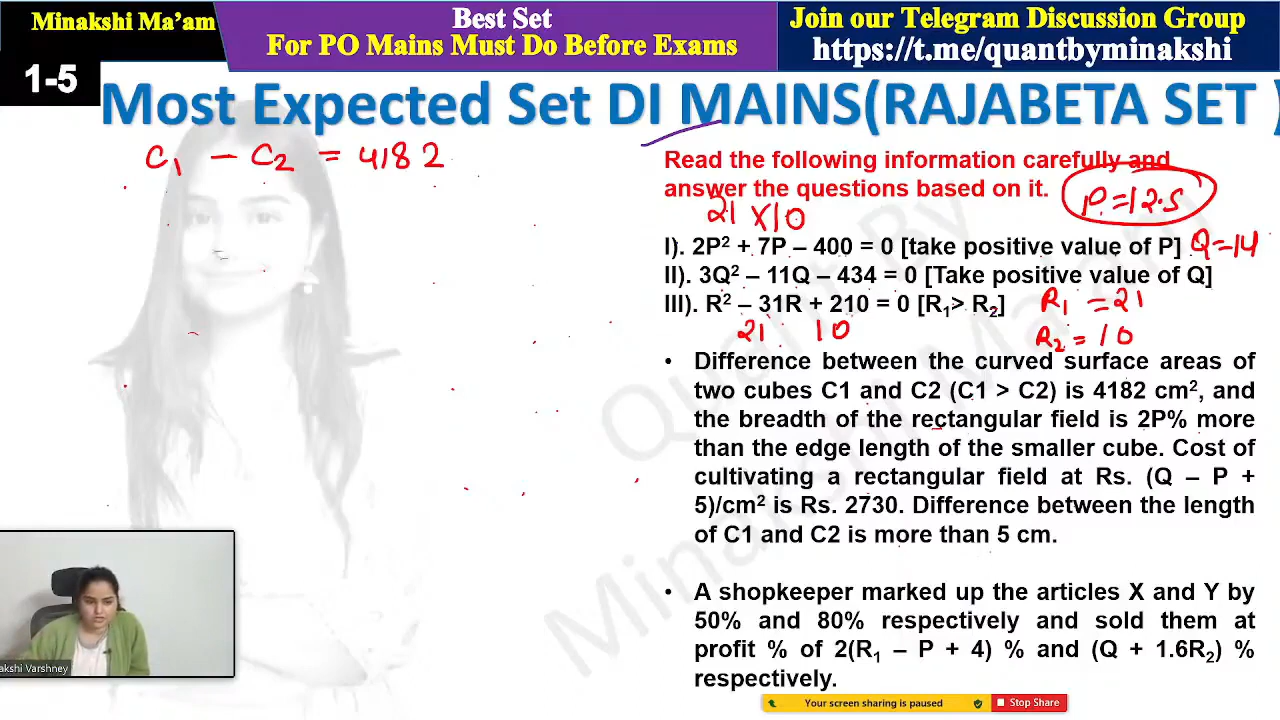 Minakshi Ma'am
1-5
Best Set
For PO Mains Must Do Before Exams
Join our Telegram Discussion Group
https://t.me/quantbyminakshi
Most Expected Set DI MAINS(RAJABETA SET )
C1 – C2 = 4182
Read the following information carefully and
answer the questions based on it.
P=12.5
21 X10
I). 2P² + 7P – 400 = 0 [take positive value of P]
Q=14
II). 3Q² – 11Q – 434 = 0 [Take positive value of Q]
III). R² – 31R + 210 = 0 [R₁> R₂]
R1 = 21
21 10
R2 = 10
• Difference between the curved surface areas of
two cubes C1 and C2 (C1 > C2) is 4182 cm², and
the breadth of the rectangular field is 2P% more
than the edge length of the smaller cube. Cost of
cultivating a rectangular field at Rs. (Q – P +
5)/cm² is Rs. 2730. Difference between the length
of C1 and C2 is more than 5 cm.
• A shopkeeper marked up the articles X and Y by
50% and 80% respectively and sold them at
profit % of 2(R₁ – P + 4) % and (Q + 1.6R₂) %
respectively.
Quant By
Minakshi Ma'am
akshi Varshney
Your screen sharing is paused
Stop Share